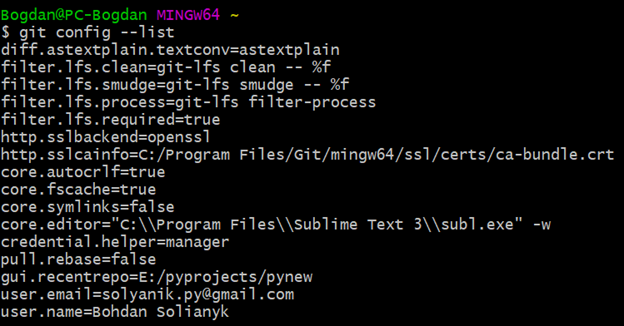 Bogdan@PC-Bogdan MINGW64 ~
$ git config --list
diff.astextplain.textconv=astextplain
filter.lfs.clean=git-lfs clean -- %f
filter.lfs.smudge=git-lfs smudge -- %f
filter.lfs.process=git-lfs filter-process
filter.lfs.required=true
http.sslbackend=openssl
http.sslcainfo=C:/Program Files/Git/mingw64/ssl/certs/ca-bundle.crt
core.autocrlf=true
core.fscache=true
core.symlinks=false
core.editor="C:\\Program Files\\Sublime Text 3\\subl.exe" -w
credential.helper=manager
pull.rebase=false
gui.recentrepo=E:/pyprojects/pynew
user.email=solyanik.py@gmail.com
user.name=Bohdan Solianyk